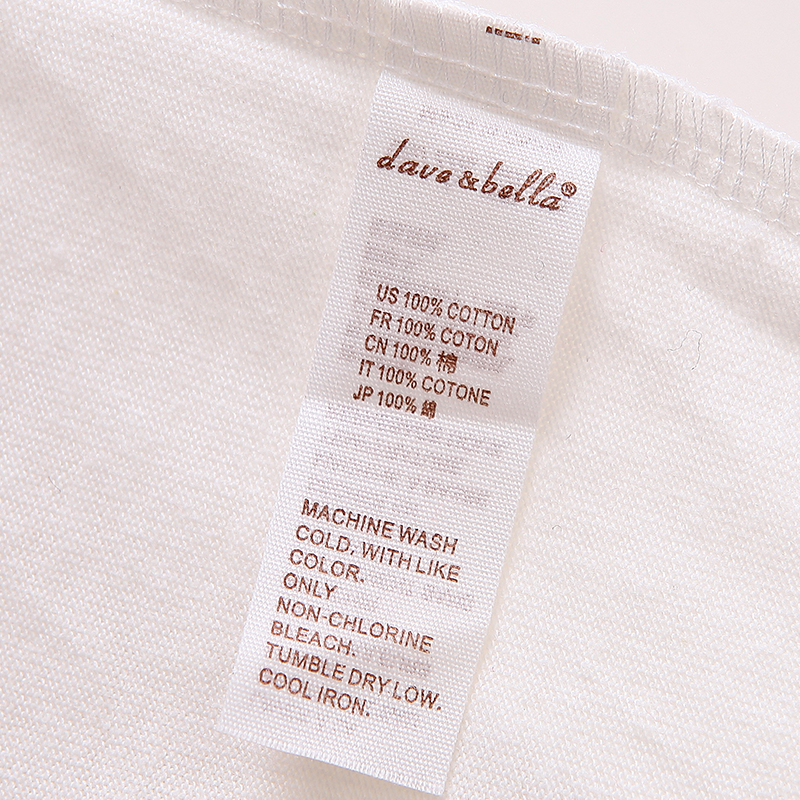 dave & bella®
US 100% COTTON
FR 100% COTON
CN 100% 棉
IT 100% COTONE
JP 100% 綿
MACHINE WASH
COLD, WITH LIKE
COLOR.
ONLY
NON-CHLORINE
BLEACH.
TUMBLE DRY LOW.
COOL IRON.